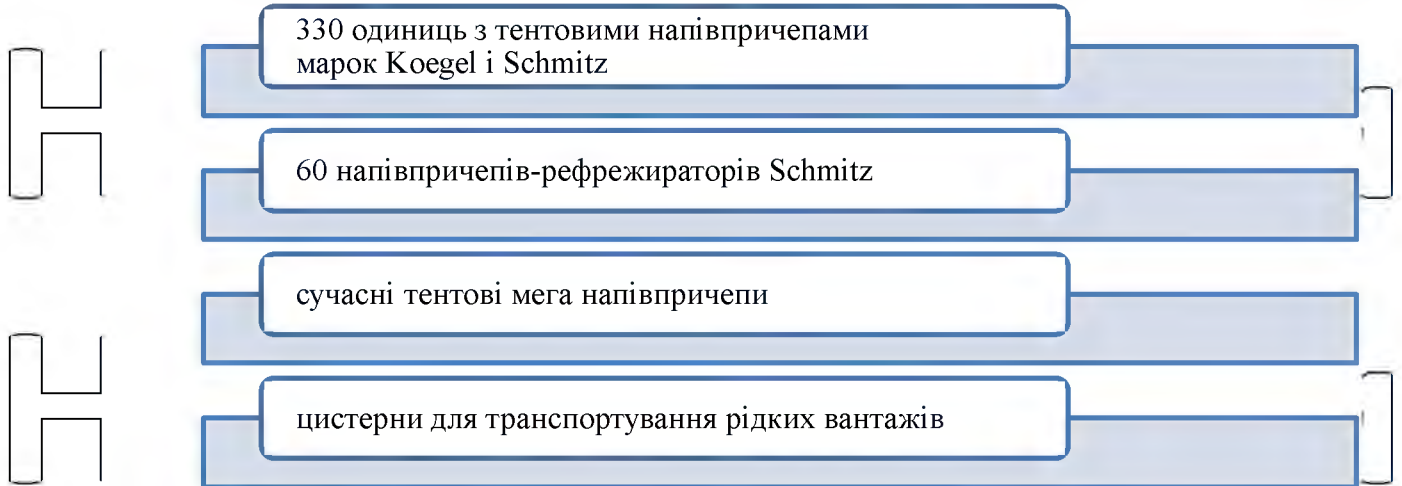 330 одиниць з тентовими напівпричепами
марок Koegel і Schmitz
60 напівпричепів-рефрежираторів Schmitz
сучасні тентові мега напівпричепи
цистерни для транспортування рідких вантажів